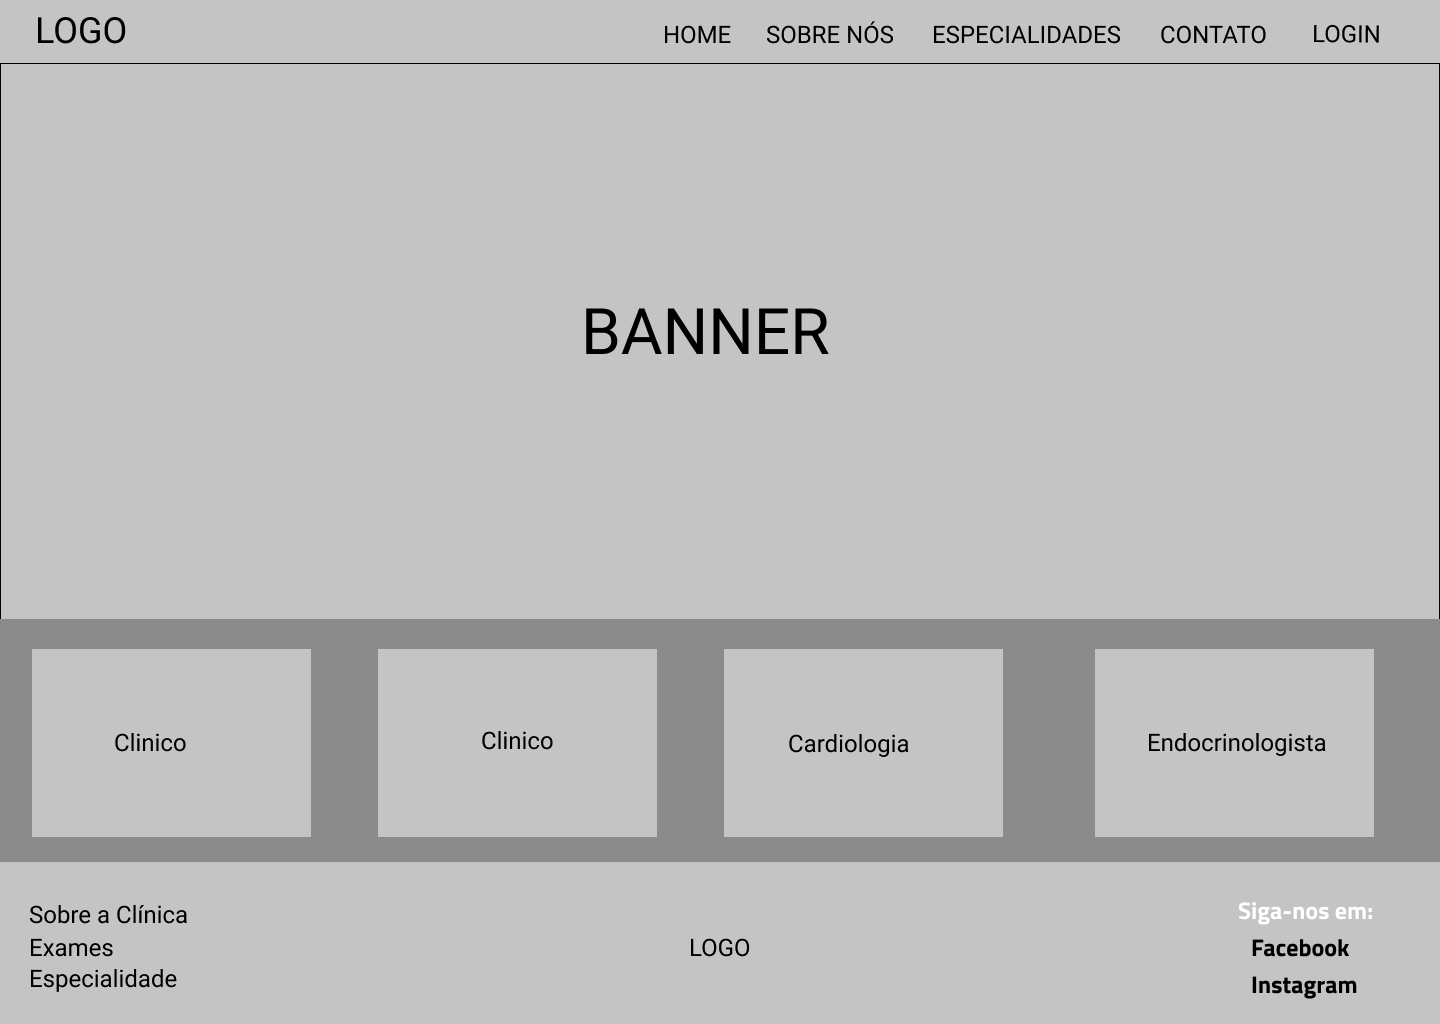 LOGO
HOME
SOBRE NÓS
ESPECIALIDADES
CONTATO
LOGIN
BANNER
Clinico
Clinico
Cardiologia
Endocrinologista
Sobre a Clínica
Exames
Especialidade
LOGO
Siga-nos em:
Facebook
Instagram